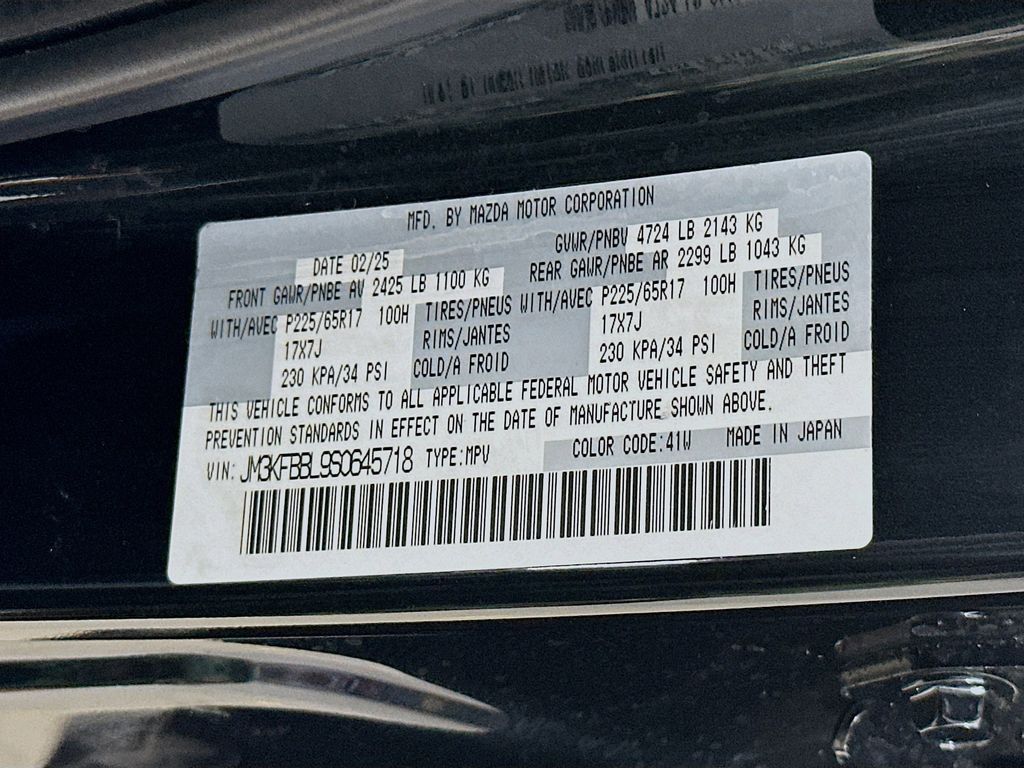 MFD. BY MAZDA MOTOR CORPORATION
DATE 02/25 GVWR/PNBV 4724 LB 2143 KG
FRONT GAWR/PNBE AV 2425 LB 1100 KG REAR GAWR/PNBE AR 2299 LB 1043 KG
WITH/AVEC P225/65R17 100H TIRES/PNEUS WITH/AVEC P225/65R17 100H TIRES/PNEUS
17X7J RIMS/JANTES 17X7J RIMS/JANTES
230 KPA/34 PSI COLD/A FROID 230 KPA/34 PSI COLD/A FROID
THIS VEHICLE CONFORMS TO ALL APPLICABLE FEDERAL MOTOR VEHICLE SAFETY AND THEFT
PREVENTION STANDARDS IN EFFECT ON THE DATE OF MANUFACTURE SHOWN ABOVE.
VIN: JM3KFBBL9S0645718 TYPE:MPV COLOR CODE:41W MADE IN JAPAN